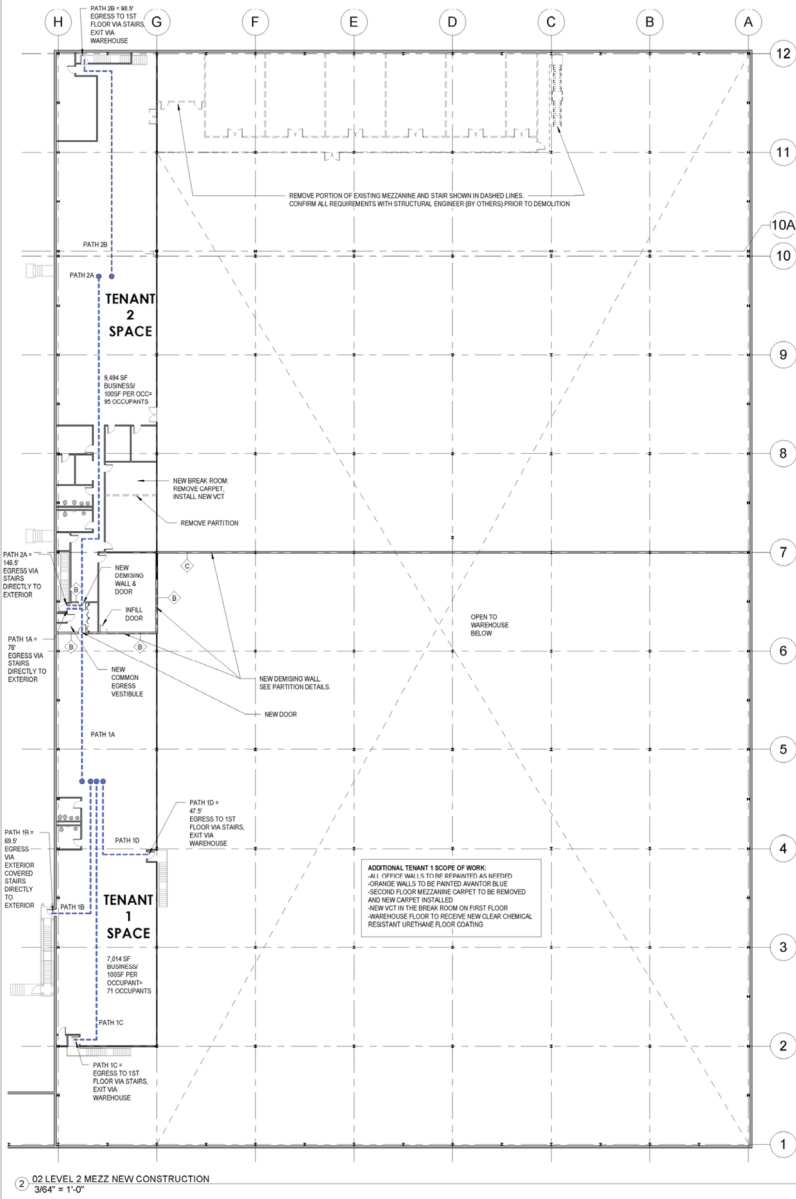 PATH 2B = 98.5'
EGRESS TO 1ST
FLOOR VIA STAIRS,
EXIT VIA
WAREHOUSE
H
G
F
E
D
C
B
A
12
11
REMOVE PORTION OF EXISTING MEZZANINE AND STAIR SHOWN IN DASHED LINES.
CONFIRM ALL REQUIREMENTS WITH STRUCTURAL ENGINEER (BY OTHERS) PRIOR TO DEMOLITION
10A
10
PATH 2B
PATH 2A
TENANT
2
SPACE
9
9,494 SF
BUSINESS/
100SF PER OCC=
95 OCCUPANTS
8
NEW BREAK ROOM:
REMOVE CARPET,
INSTALL NEW VCT
REMOVE PARTITION
7
PATH 2A =
146.5'
EGRESS VIA
STAIRS
DIRECTLY TO
EXTERIOR
NEW
DEMISING
WALL &
DOOR
C
B
B
INFILL
DOOR
OPEN TO
WAREHOUSE
BELOW
PATH 1A =
76'
EGRESS VIA
STAIRS
DIRECTLY TO
EXTERIOR
B
B
6
NEW
COMMON
EGRESS
VESTIBULE
NEW DEMISING WALL.
SEE PARTITION DETAILS.
NEW DOOR
PATH 1A
5
PATH 1D =
47.5'
EGRESS TO 1ST
FLOOR VIA STAIRS,
EXIT VIA
WAREHOUSE
PATH 1B =
69.5'
EGRESS
VIA
EXTERIOR
COVERED
STAIRS
DIRECTLY
TO
EXTERIOR
PATH 1D
4
ADDITIONAL TENANT 1 SCOPE OF WORK:
-ALL OFFICE WALLS TO BE REPAINTED AS NEEDED
-ORANGE WALLS TO BE PAINTED AVANTOR BLUE
-SECOND FLOOR MEZZANINE CARPET TO BE REMOVED
AND NEW CARPET INSTALLED
-NEW VCT IN THE BREAK ROOM ON FIRST FLOOR
-WAREHOUSE FLOOR TO RECEIVE NEW CLEAR CHEMICAL
RESISTANT URETHANE FLOOR COATING
PATH 1B
TENANT
1
SPACE
3
7,014 SF
BUSINESS/
100SF PER
OCCUPANT=
71 OCCUPANTS
PATH 1C
2
PATH 1C =
EGRESS TO 1ST
FLOOR VIA STAIRS,
EXIT VIA
WAREHOUSE
1
2 02 LEVEL 2 MEZZ NEW CONSTRUCTION
3/64" = 1'-0"